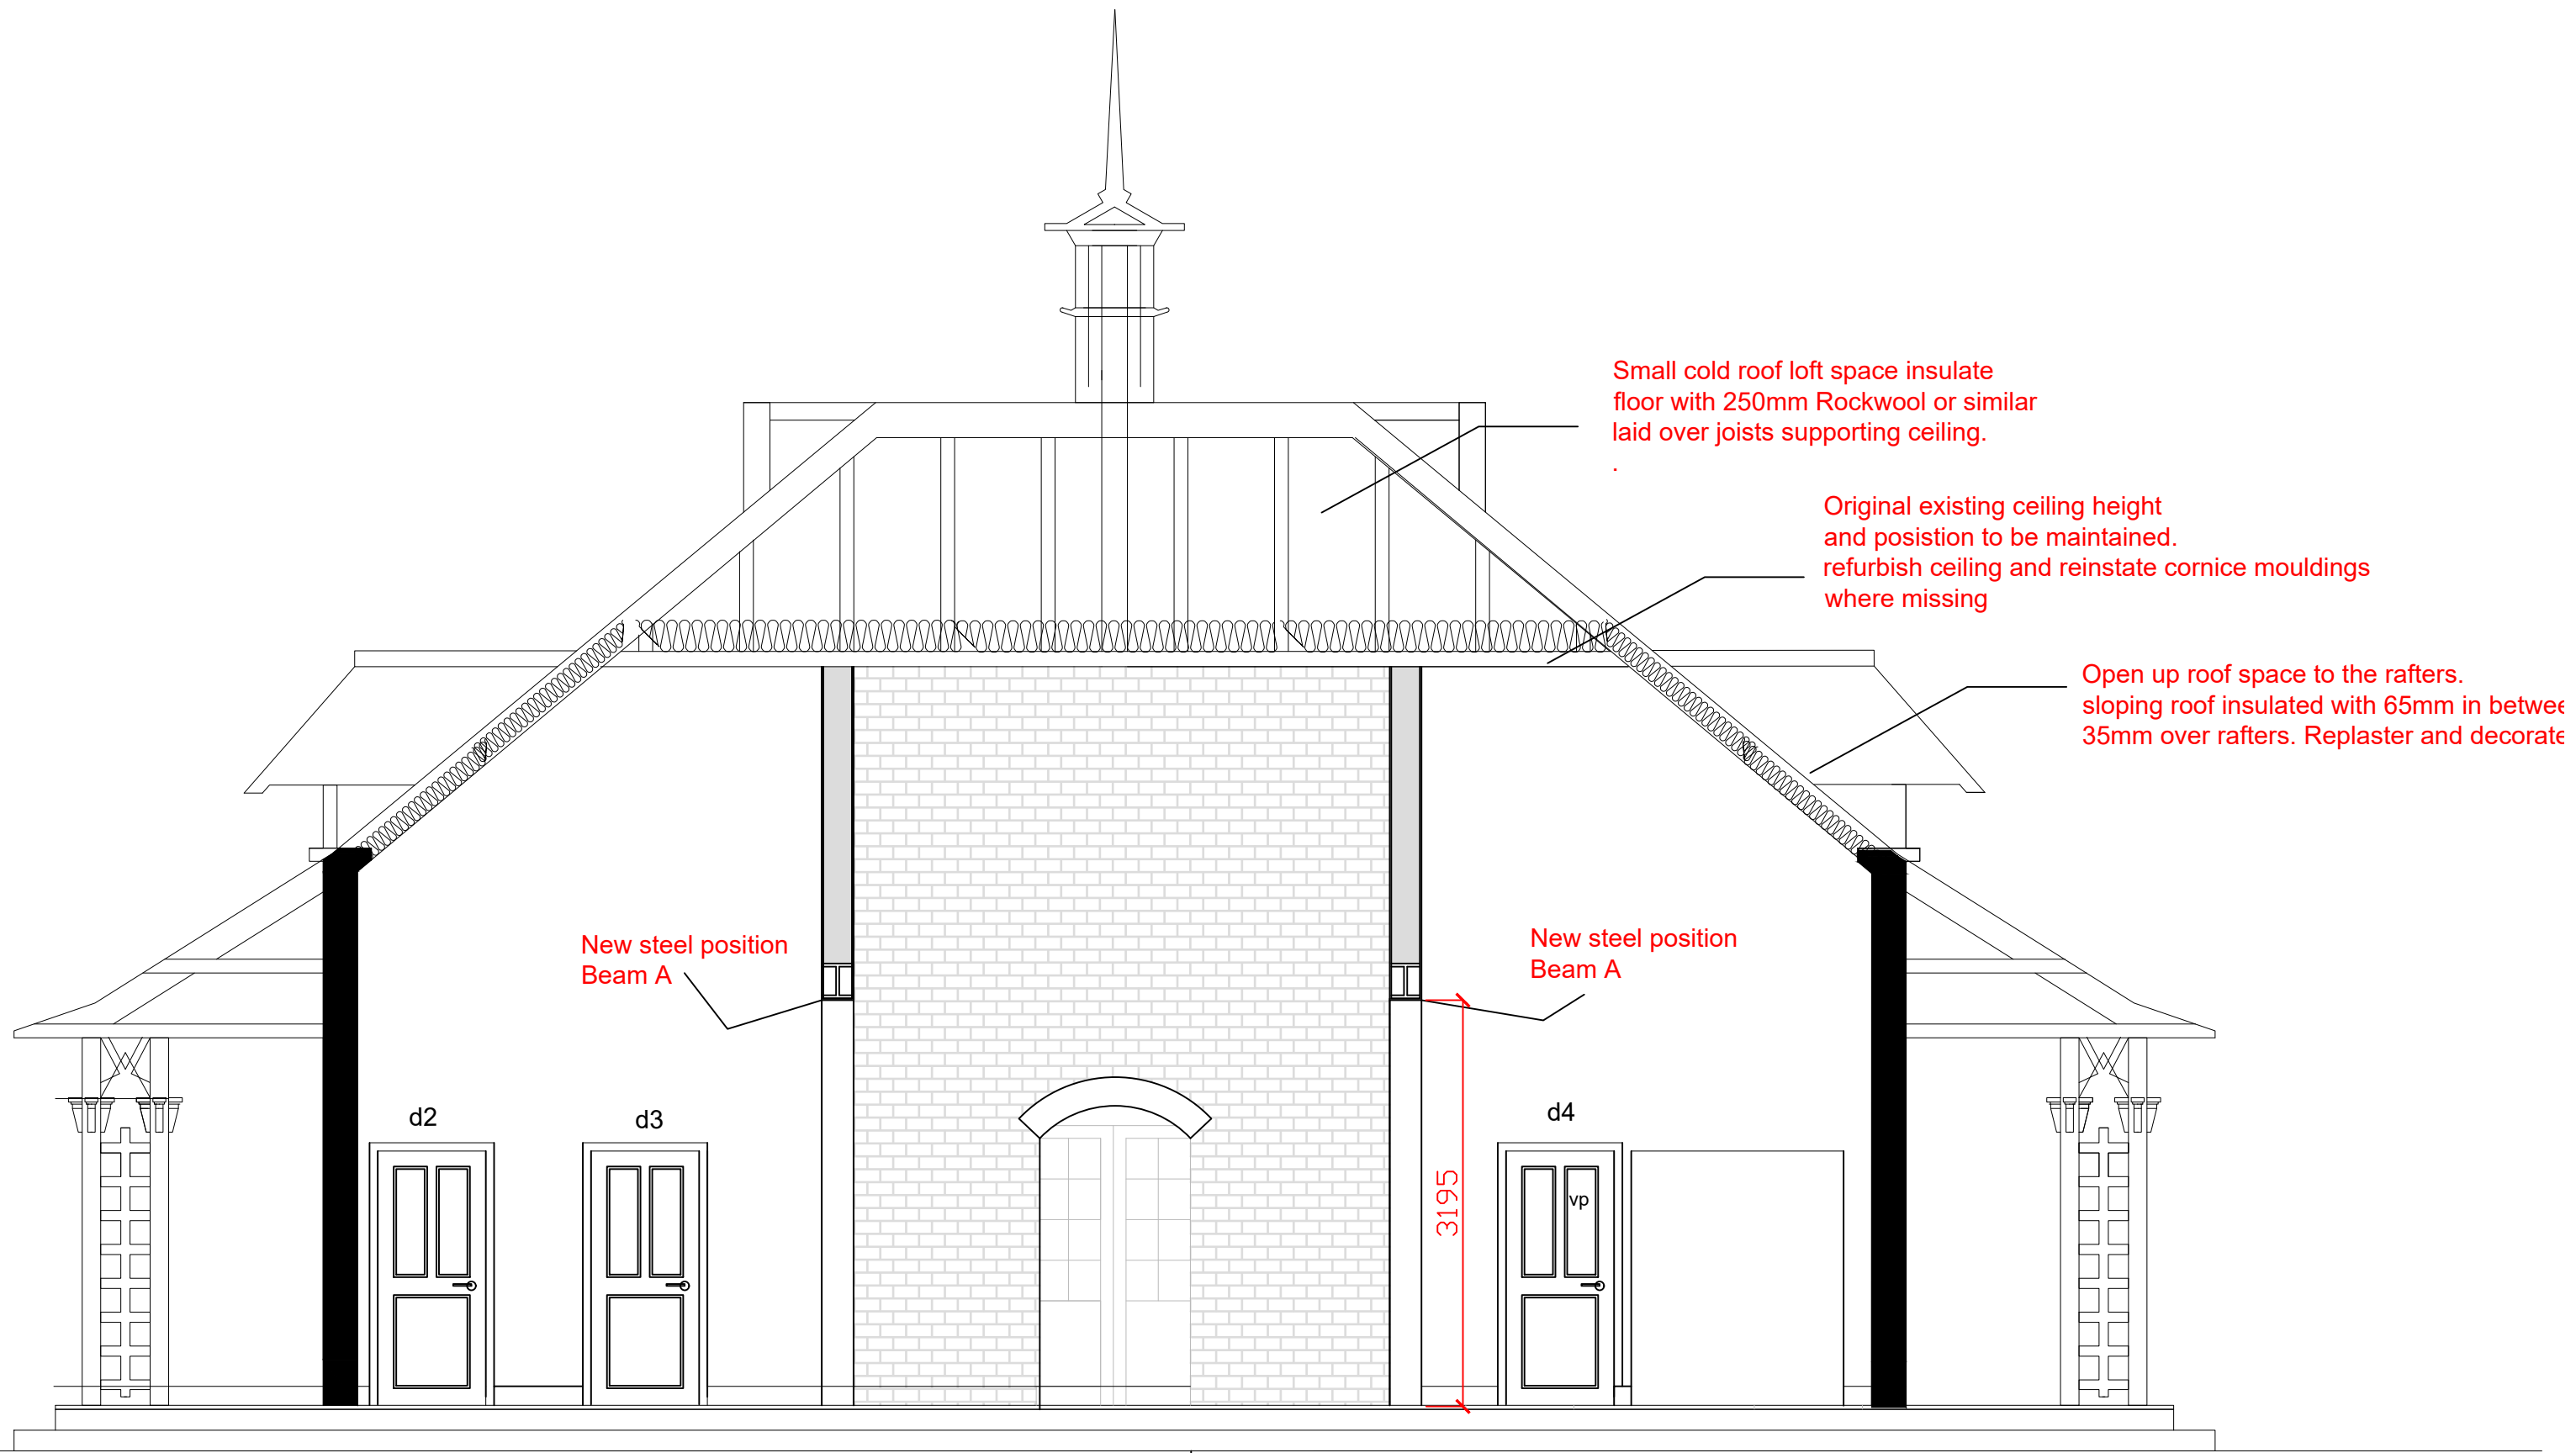 Small cold roof loft space insulate
floor with 250mm Rockwool or similar
laid over joists supporting ceiling.
.
Original existing ceiling height
and posistion to be maintained.
refurbish ceiling and reinstate cornice mouldings
where missing
Open up roof space to the rafters.
sloping roof insulated with 65mm in betwee
35mm over rafters. Replaster and decorate
New steel position
Beam A
New steel position
Beam A
d2
d3
d4
vp
3195